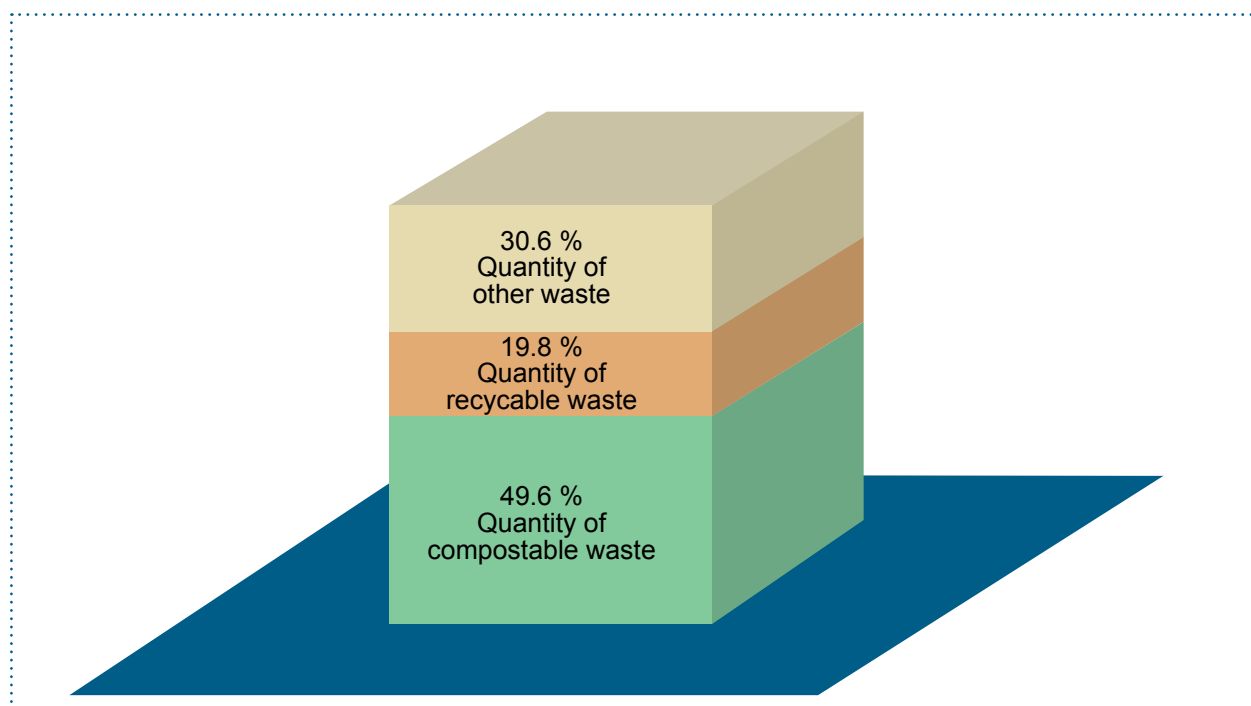 30.6 %
Quantity of
other waste
19.8 %
Quantity of
recycable waste
49.6 %
Quantity of
compostable waste